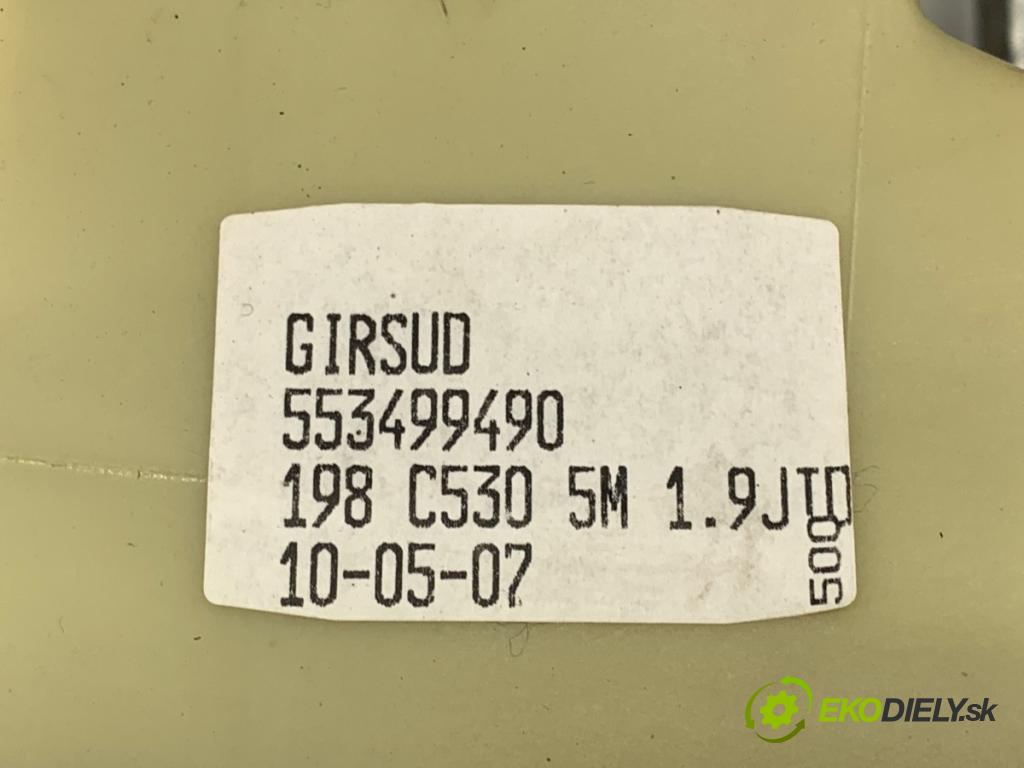 GIRSUD
553499490
198 C530 5M 1.9JTD
10-05-07
500
EKODIELY.sk